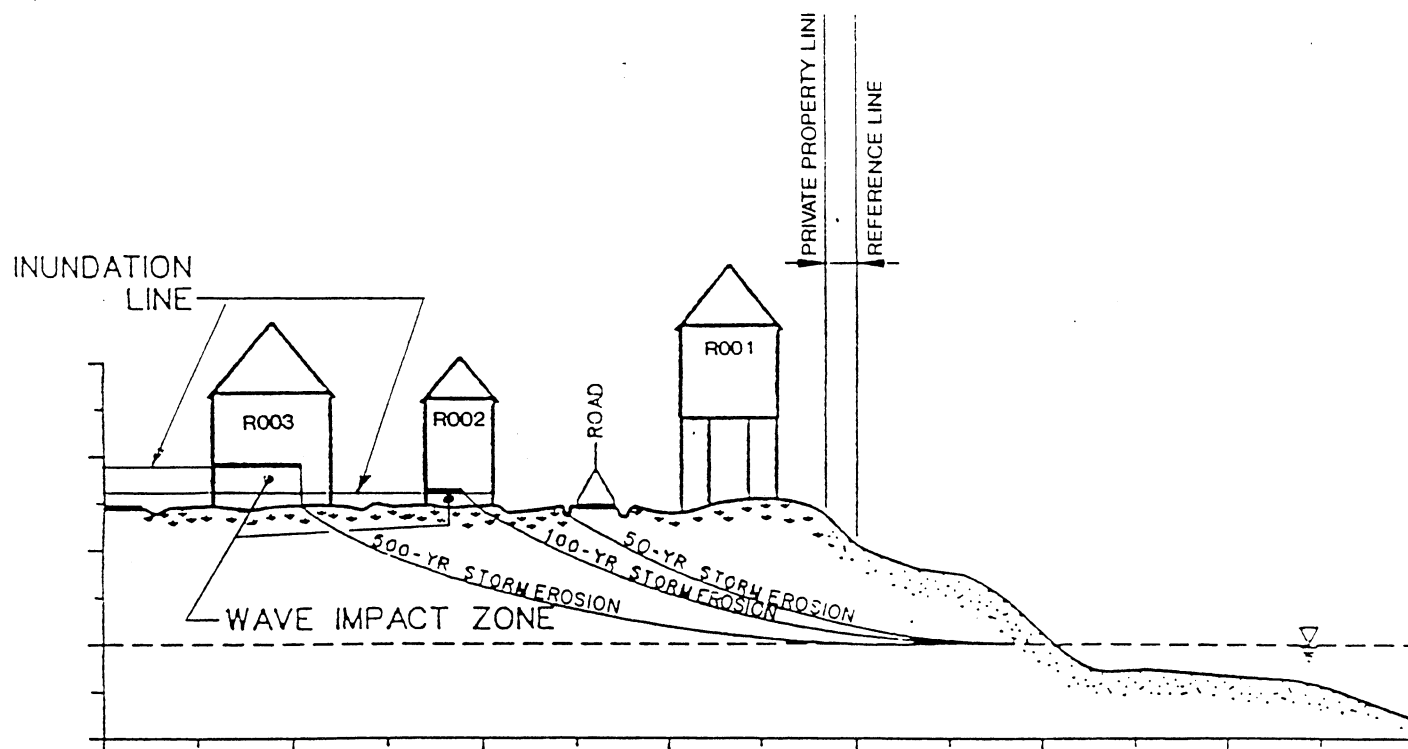 PRIVATE PROPERTY LINE
REFERENCE LINE
INUNDATION
LINE
R001
ROAD
R003
R002
500-YR STORM EROSION
100-YR STORM EROSION
50-YR STORM EROSION
WAVE IMPACT ZONE